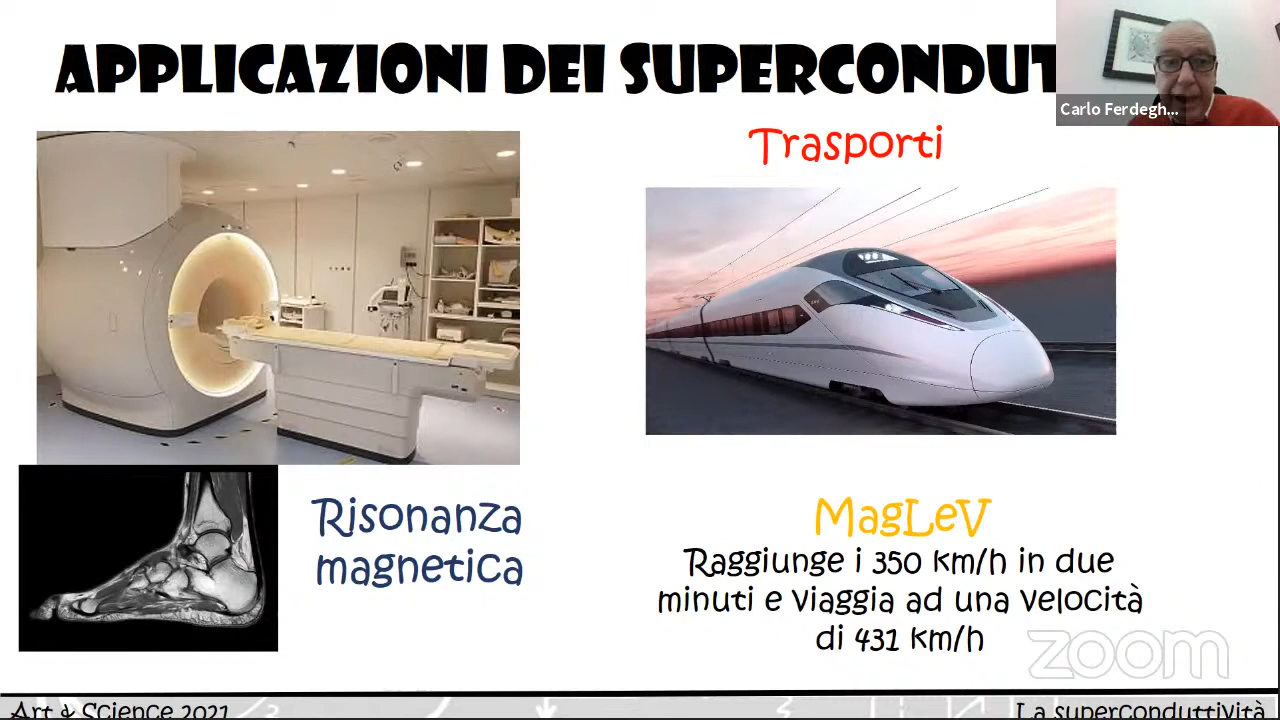 APPLICAZIONI DEI SUPERCONDUT
Carlo Ferdegh...
Trasporti
Risonanza
magnetica
MagLeV
Raggiunge i 350 km/h in due
minuti e viaggia ad una velocità
di 431 km/h
zoom
Art & Science 2021
La superconduttività